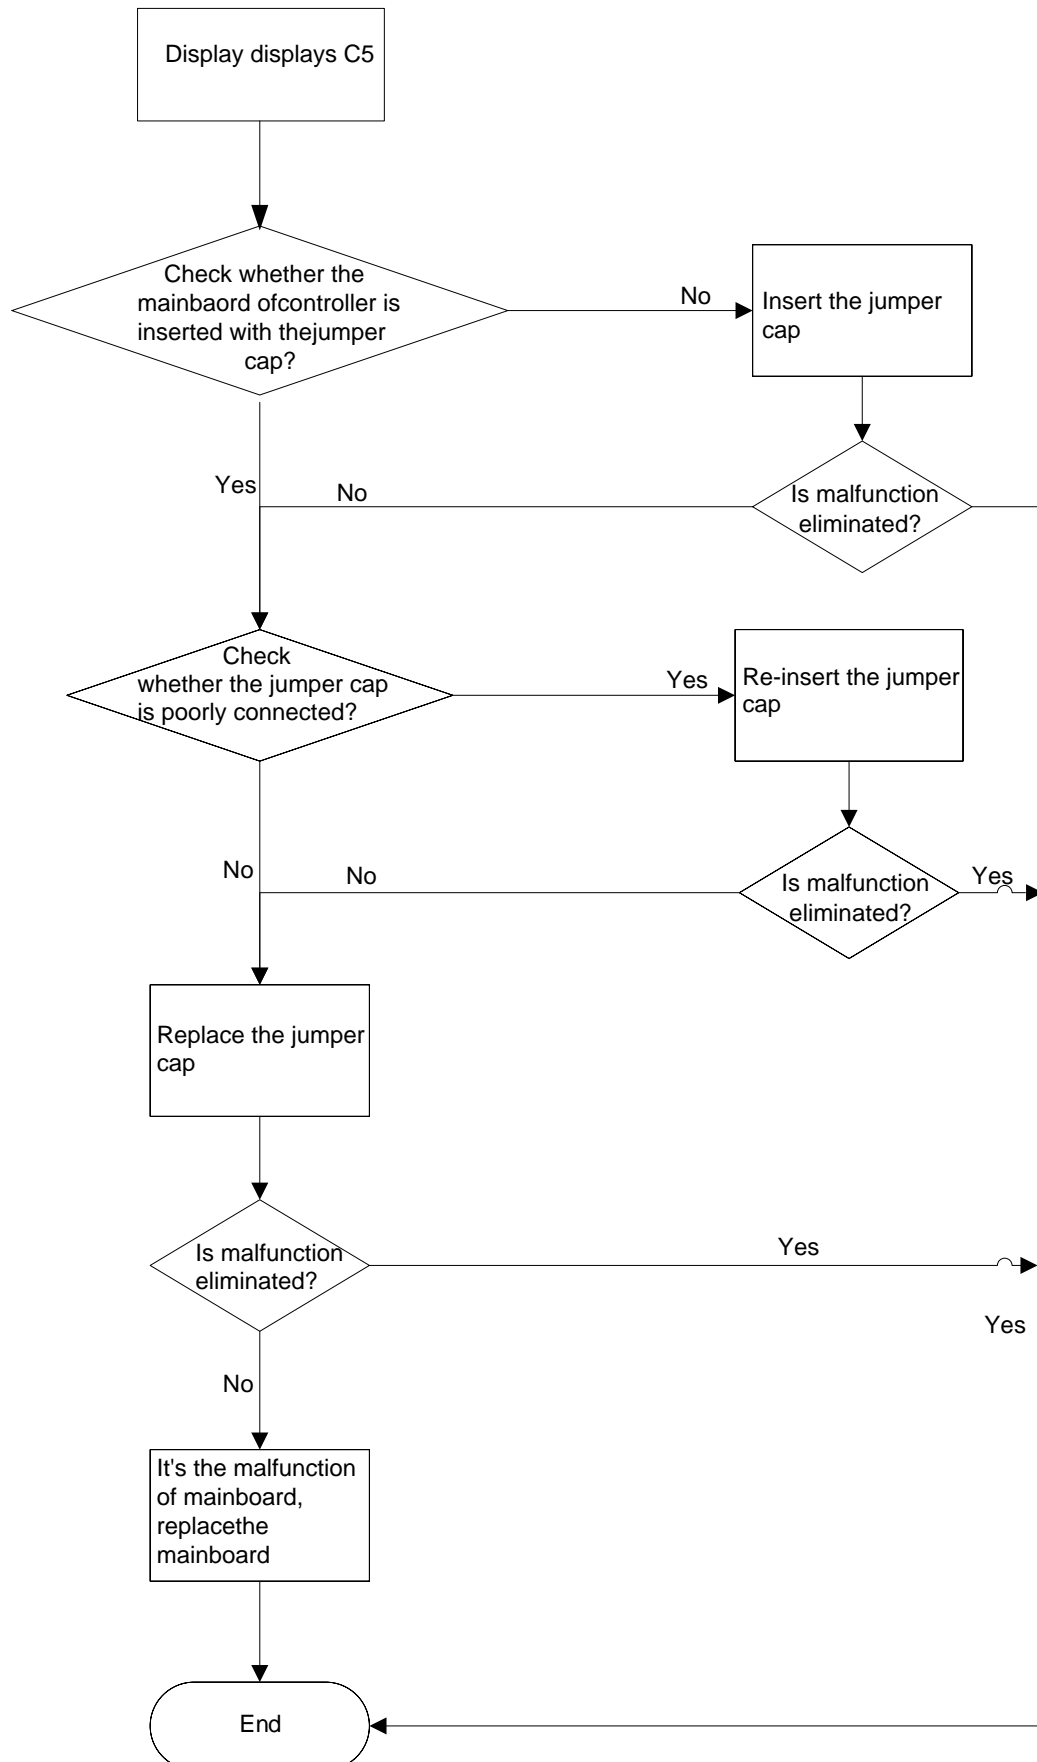 Display displays C5
Check whether the
mainbaord ofcontroller is
inserted with thejumper
cap?
No
Insert the jumper
cap
Yes
No
Is malfunction
eliminated?
Check
whether the jumper cap
is poorly connected?
Yes
Re-insert the jumper
cap
No
No
Is malfunction
eliminated?
Yes
Replace the jumper
cap
Is malfunction
eliminated?
Yes
Yes
No
It's the malfunction
of mainboard,
replacethe
mainboard
End